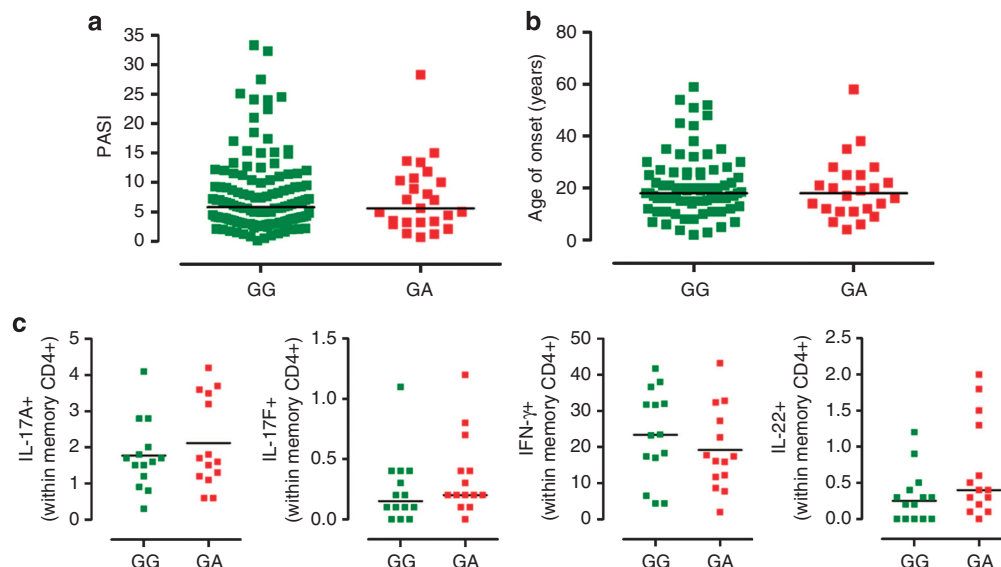 a
PASI
35
30
25
20
15
10
5
0
GG
GA
b
Age of onset (years)
80
60
40
20
0
GG
GA
c
IL-17A+
(within memory CD4+)
5
4
3
2
1
0
GG
GA
IL-17F+
(within memory CD4+)
1.5
1.0
0.5
0.0
GG
GA
IFN-γ+
(within memory CD4+)
50
40
30
20
10
0
GG
GA
IL-22+
(within memory CD4+)
2.5
2.0
1.5
1.0
0.5
0.0
GG
GA